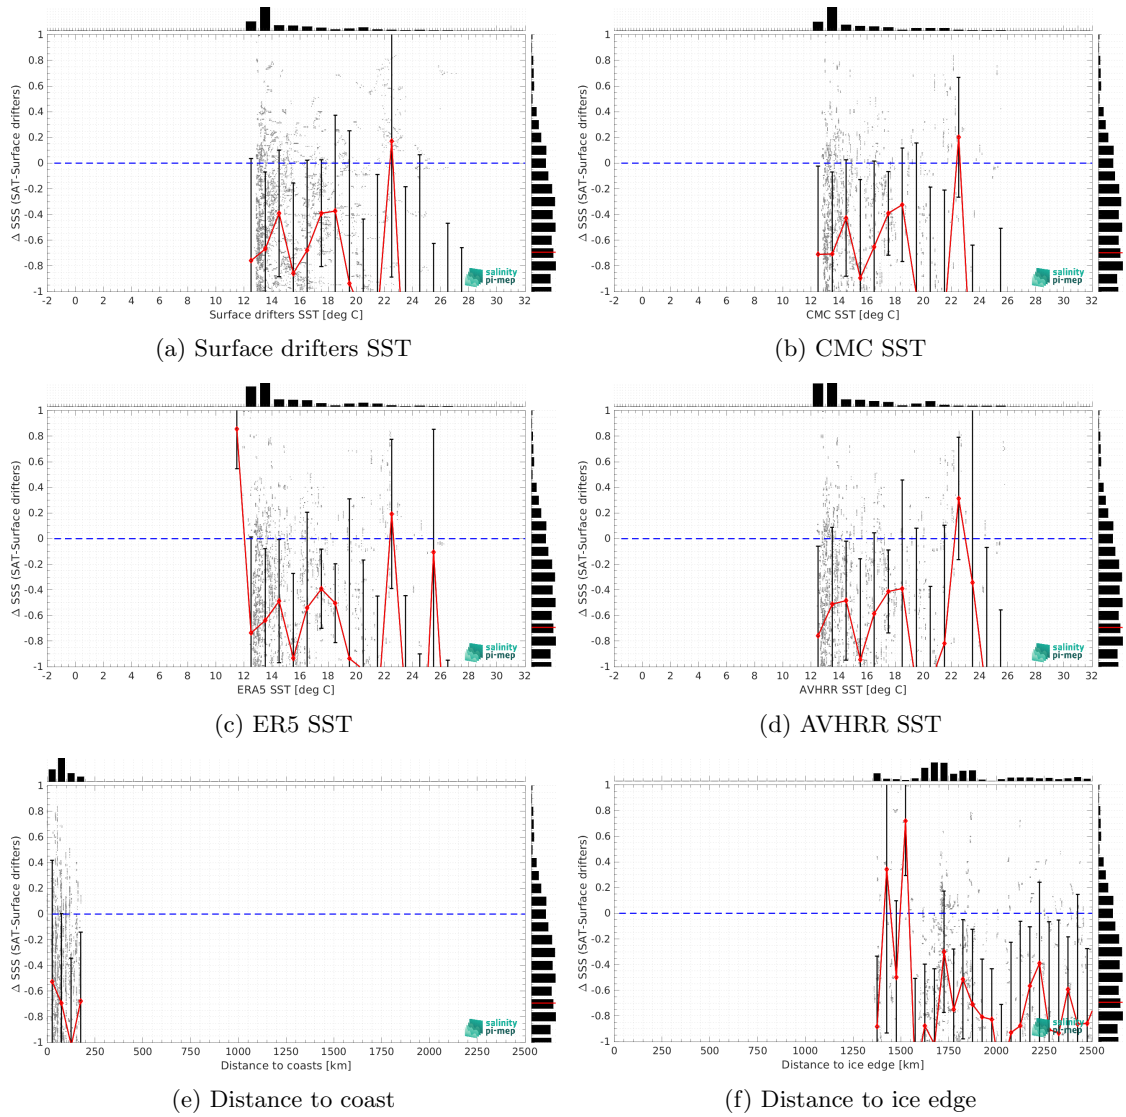 1
0.8
0.6
0.4
0.2
0
-0.2
-0.4
-0.6
-0.8
-1
Δ SSS (SAT-Surface drifters)
-2 0 2 4 6 8 10 12 14 16 18 20 22 24 26 28 30 32
Surface drifters SST [deg C]
salinity
pi-mep
(a) Surface drifters SST
1
0.8
0.6
0.4
0.2
0
-0.2
-0.4
-0.6
-0.8
-1
Δ SSS (SAT-Surface drifters)
-2 0 2 4 6 8 10 12 14 16 18 20 22 24 26 28 30 32
CMC SST [deg C]
salinity
pi-mep
(b) CMC SST
1
0.8
0.6
0.4
0.2
0
-0.2
-0.4
-0.6
-0.8
-1
Δ SSS (SAT-Surface drifters)
-2 0 2 4 6 8 10 12 14 16 18 20 22 24 26 28 30 32
ERA5 SST [deg C]
salinity
pi-mep
(c) ER5 SST
1
0.8
0.6
0.4
0.2
0
-0.2
-0.4
-0.6
-0.8
-1
Δ SSS (SAT-Surface drifters)
-2 0 2 4 6 8 10 12 14 16 18 20 22 24 26 28 30 32
AVHRR SST [deg C]
salinity
pi-mep
(d) AVHRR SST
1
0.8
0.6
0.4
0.2
0
-0.2
-0.4
-0.6
-0.8
-1
Δ SSS (SAT-Surface drifters)
0 250 500 750 1000 1250 1500 1750 2000 2250 2500
Distance to coasts [km]
salinity
pi-mep
(e) Distance to coast
1
0.8
0.6
0.4
0.2
0
-0.2
-0.4
-0.6
-0.8
-1
Δ SSS (SAT-Surface drifters)
0 250 500 750 1000 1250 1500 1750 2000 2250 2500
Distance to ice edge [km]
salinity
pi-mep
(f) Distance to ice edge